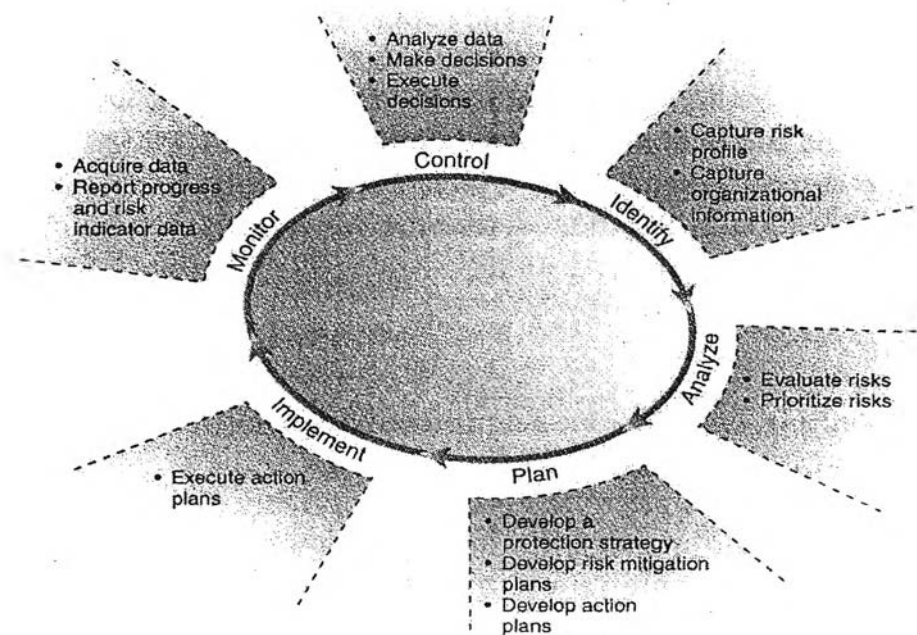 • Analyze data
• Make decisions
• Execute
decisions
Control
• Capture risk
profile
• Capture
organizational
information
Identify
• Evaluate risks
• Prioritize risks
Analyze
• Develop a
protection strategy
• Develop risk mitigation
plans
• Develop action
plans
Plan
• Execute action
plans
Implement
• Acquire data
• Report progress
and risk
indicator data
Monitor